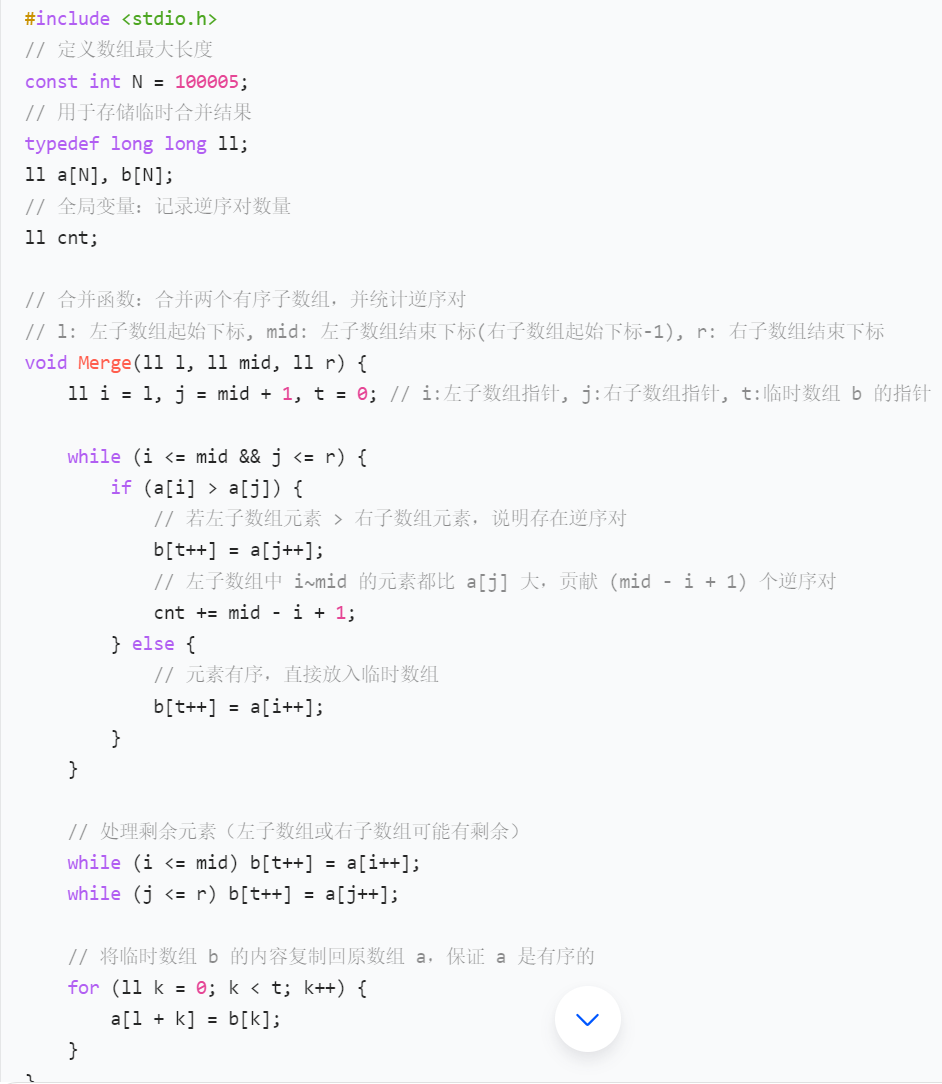 #include <stdio.h>
// 定义数组最大长度
const int N = 100005;
// 用于存储临时合并结果
typedef long long ll;
ll a[N], b[N];
// 全局变量：记录逆序对数量
ll cnt;
// 合并函数：合并两个有序子数组，并统计逆序对
// l: 左子数组起始下标, mid: 左子数组结束下标(右子数组起始下标-1), r: 右子数组结束下标
void Merge(ll l, ll mid, ll r) {
    ll i = l, j = mid + 1, t = 0; // i:左子数组指针, j:右子数组指针, t:临时数组 b 的指针
    while (i <= mid && j <= r) {
        if (a[i] > a[j]) {
            // 若左子数组元素 > 右子数组元素，说明存在逆序对
            b[t++] = a[j++];
            // 左子数组中 i~mid 的元素都比 a[j] 大，贡献 (mid - i + 1) 个逆序对
            cnt += mid - i + 1;
        } else {
            // 元素有序，直接放入临时数组
            b[t++] = a[i++];
        }
    }
    // 处理剩余元素（左子数组或右子数组可能有剩余）
    while (i <= mid) b[t++] = a[i++];
    while (j <= r) b[t++] = a[j++];
    // 将临时数组 b 的内容复制回原数组 a，保证 a 是有序的
    for (ll k = 0; k < t; k++) {
        a[l + k] = b[k];
    }
}